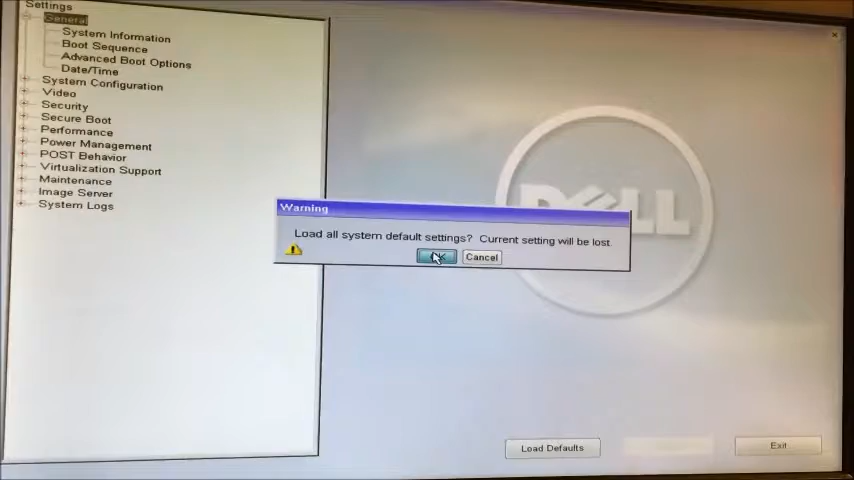 Settings
General
System Information
Boot Sequence
Advanced Boot Options
Date/Time
System Configuration
Video
Security
Secure Boot
Performance
Power Management
POST Behavior
Virtualization Support
Maintenance
Image Server
System Logs
DELL
Warning
Load all system default settings? Current setting will be lost.
OK Cancel
Load Defaults Exit